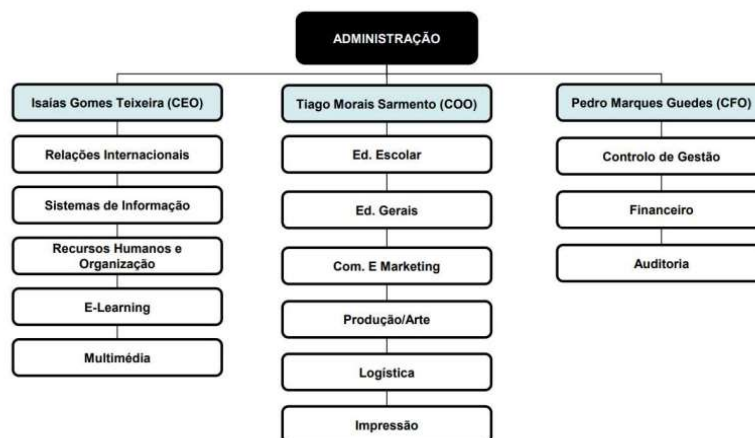 ADMINISTRAÇÃO
Isaías Gomes Teixeira (CEO)
Relações Internacionais
Sistemas de Informação
Recursos Humanos e
Organização
E-Learning
Multimédia
Tiago Morais Sarmento (COO)
Ed. Escolar
Ed. Gerais
Com. E Marketing
Produção/Arte
Logística
Impressão
Pedro Marques Guedes (CFO)
Controlo de Gestão
Financeiro
Auditoria